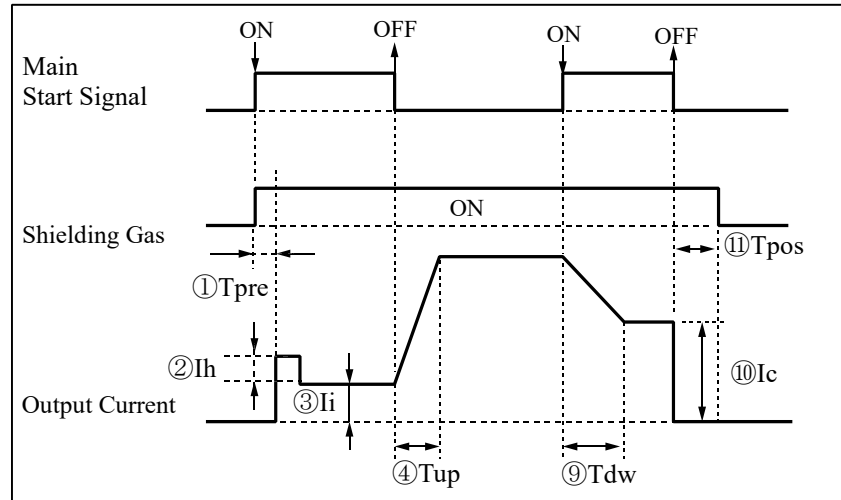 ON
OFF
ON
OFF
Main
Start Signal
ON
Shielding Gas
①Tpre
⑪Tpos
②Ih
③Ii
⑩Ic
Output Current
④Tup
⑨Tdw